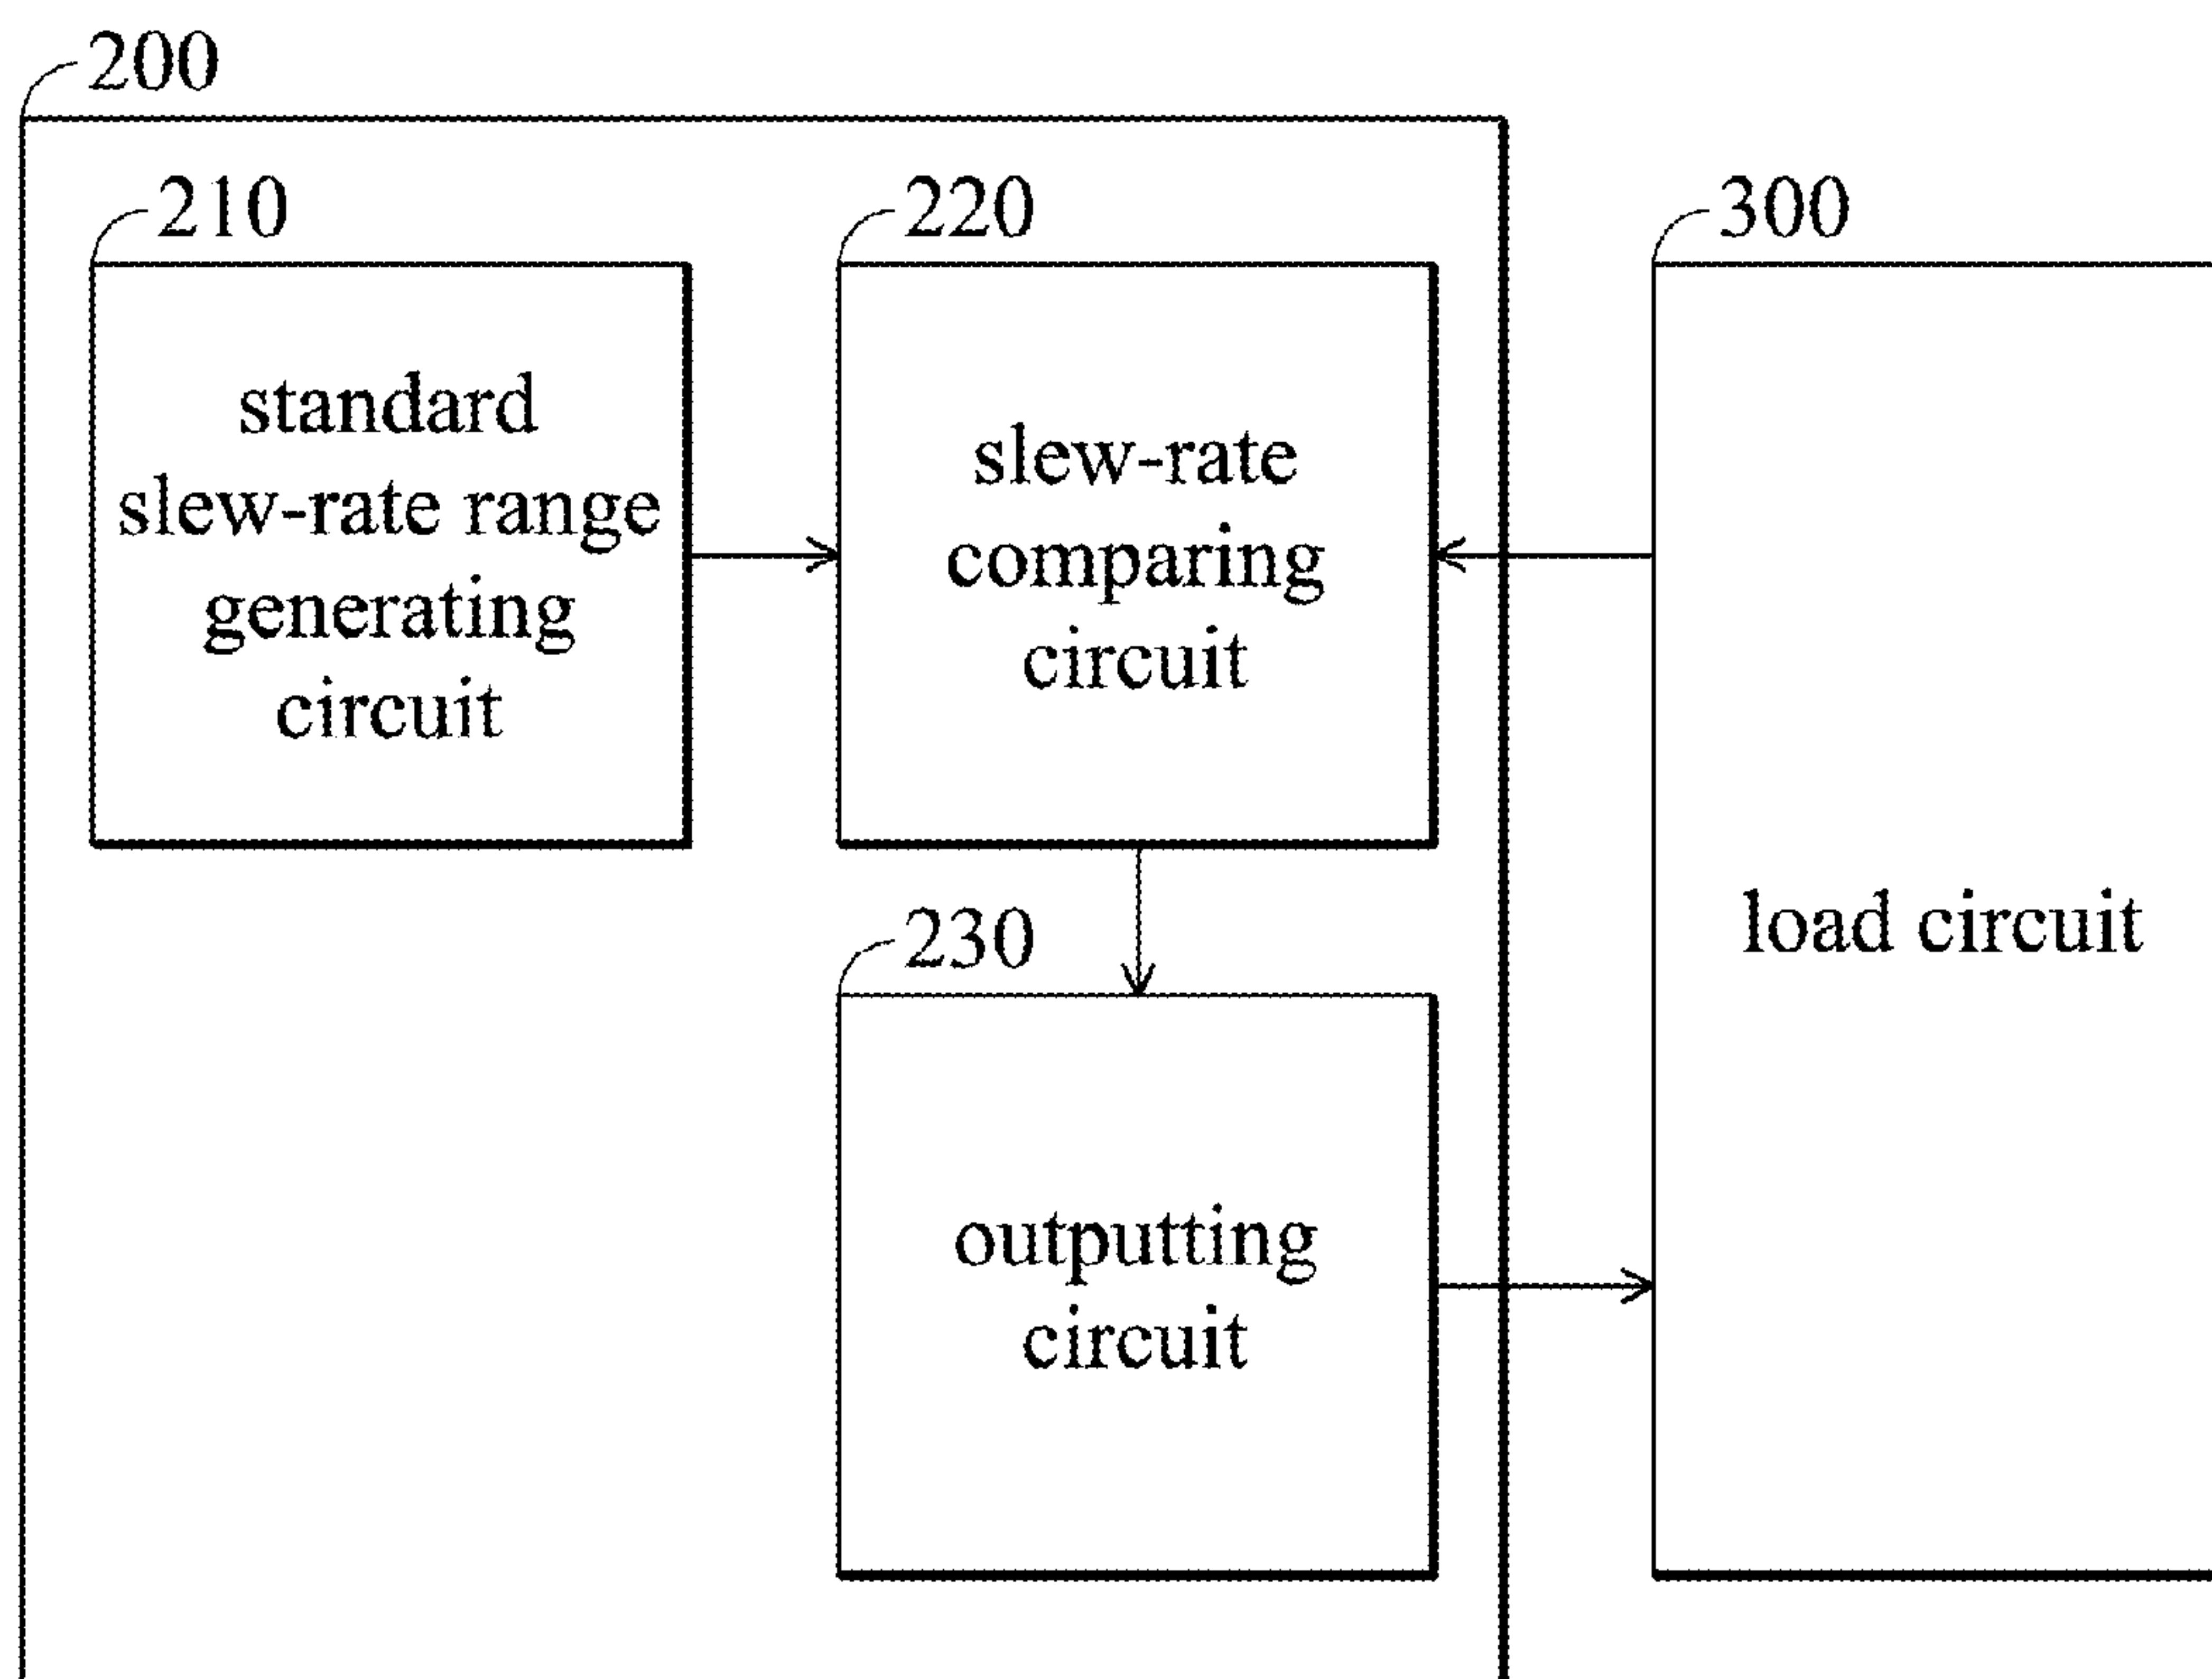 200
210
220
300
standard
slew-rate range
generating
circuit
slew-rate
comparing
circuit
load circuit
230
outputting
circuit